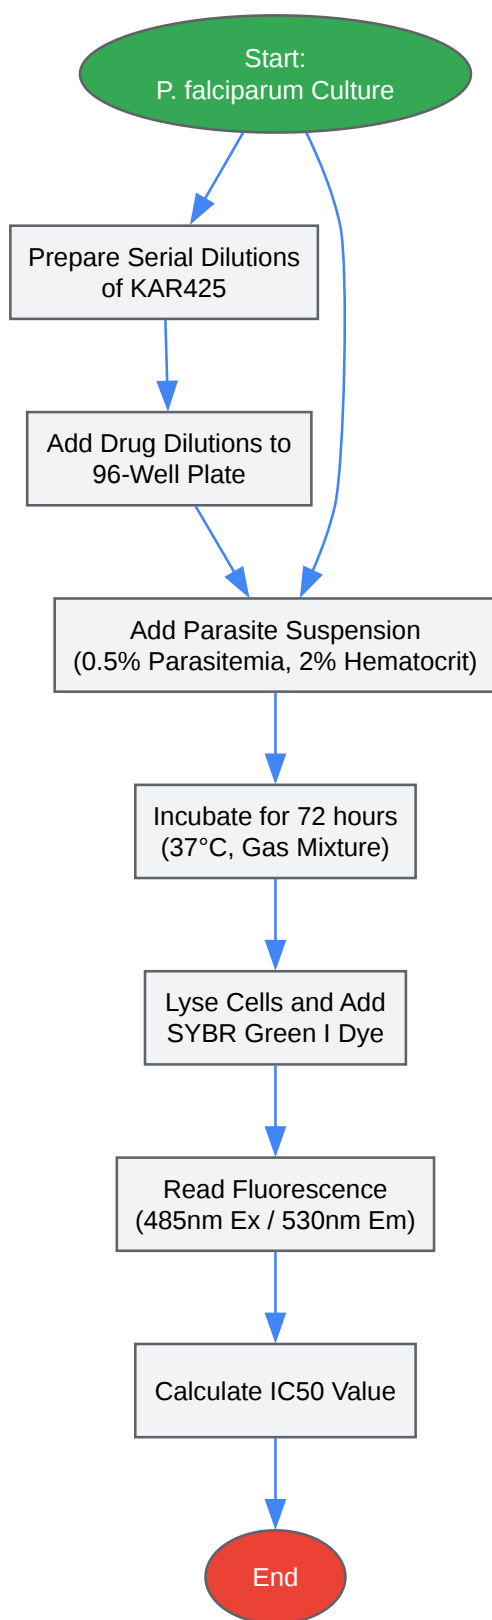 Start:
P. falciparum Culture
Prepare Serial Dilutions
of KAR425
Add Drug Dilutions to
96-Well Plate
Add Parasite Suspension
(0.5% Parasitemia, 2% Hematocrit)
Incubate for 72 hours
(37°C, Gas Mixture)
Lyse Cells and Add
SYBR Green I Dye
Read Fluorescence
(485nm Ex / 530nm Em)
Calculate IC50 Value
End